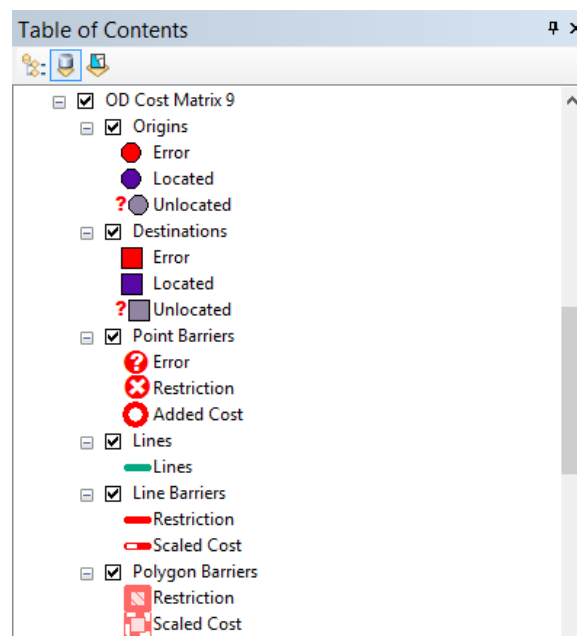 Table of Contents
OD Cost Matrix 9
Origins
Error
Located
? Unlocated
Destinations
Error
Located
? Unlocated
Point Barriers
? Error
Restriction
Added Cost
Lines
Lines
Line Barriers
Restriction
Scaled Cost
Polygon Barriers
Restriction
Scaled Cost